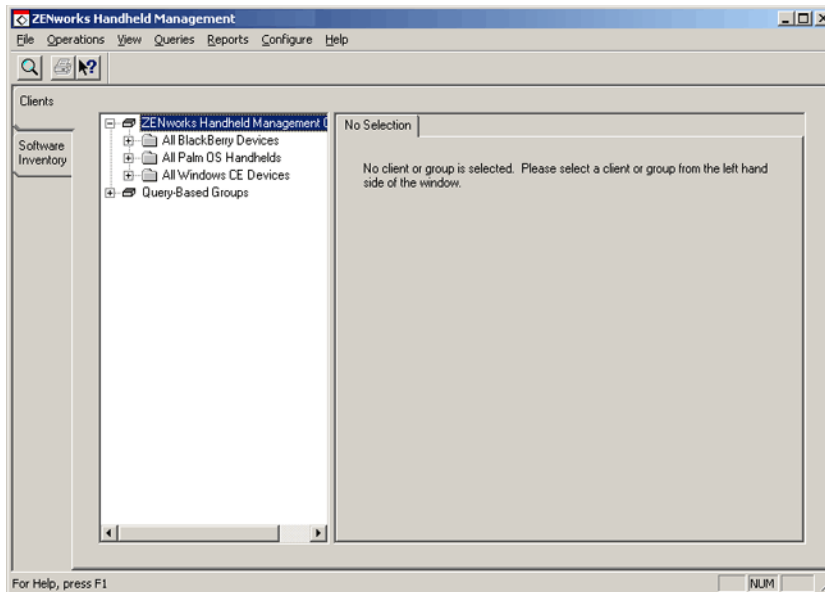 ZENworks Handheld Management
File Operations View Queries Reports Configure Help
Clients
Software
Inventory
ZENworks Handheld Management
All BlackBerry Devices
All Palm OS Handhelds
All Windows CE Devices
Query-Based Groups
No Selection
No client or group is selected. Please select a client or group from the left hand
side of the window.
For Help, press F1
NUM